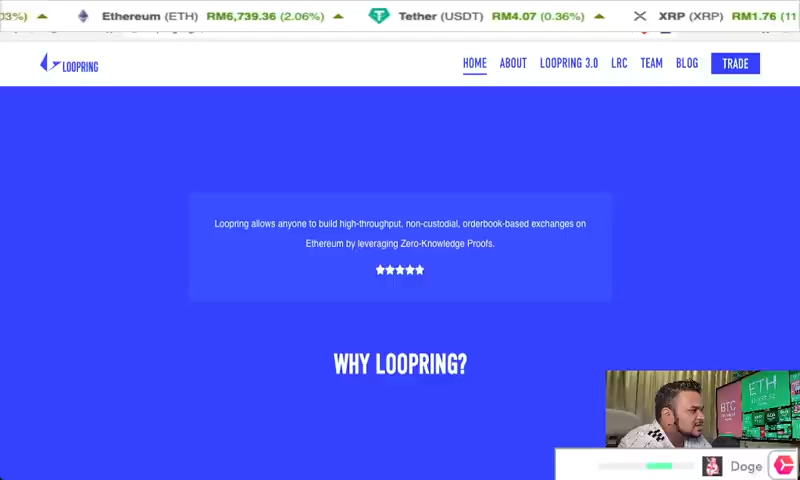 03%) Ethereum (ETH) RM6,739.36 (2.06%) Tether (USDT) RM4.07 (0.36%) XRP (XRP) RM1.76 (11
LOOPRING HOME ABOUT LOOPRING 3.0 LRC TEAM BLOG TRADE
Loopring allows anyone to build high-throughput, non-custodial, orderbook-based exchanges on
Ethereum by leveraging Zero-Knowledge Proofs.
WHY LOOPRING?
ETH
BTC
Doge